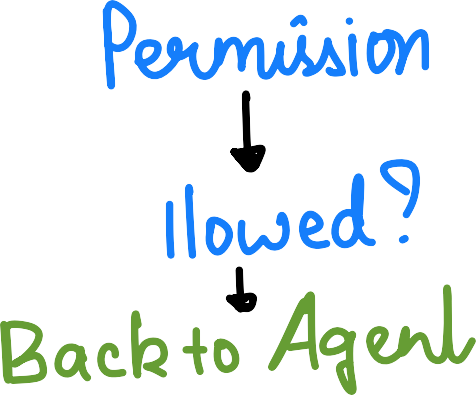 Permission
llowed?
Back to Agent